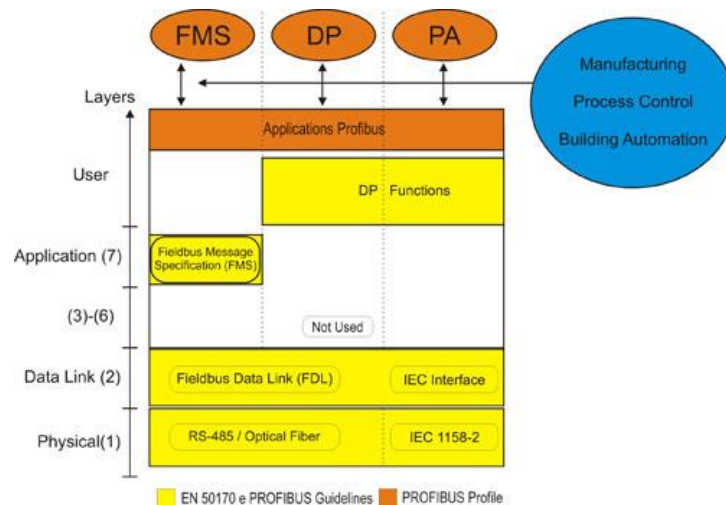 FMS DP PA
Manufacturing
Process Control
Building Automation
Layers
Applications Profibus
User
DP Functions
Application (7)
Fieldbus Message
Specification (FMS)
(3)-(6)
Not Used
Data Link (2)
Fieldbus Data Link (FDL)
IEC Interface
Physical(1)
RS-485 / Optical Fiber
IEC 1158-2
EN 50170 e PROFIBUS Guidelines
PROFIBUS Profile